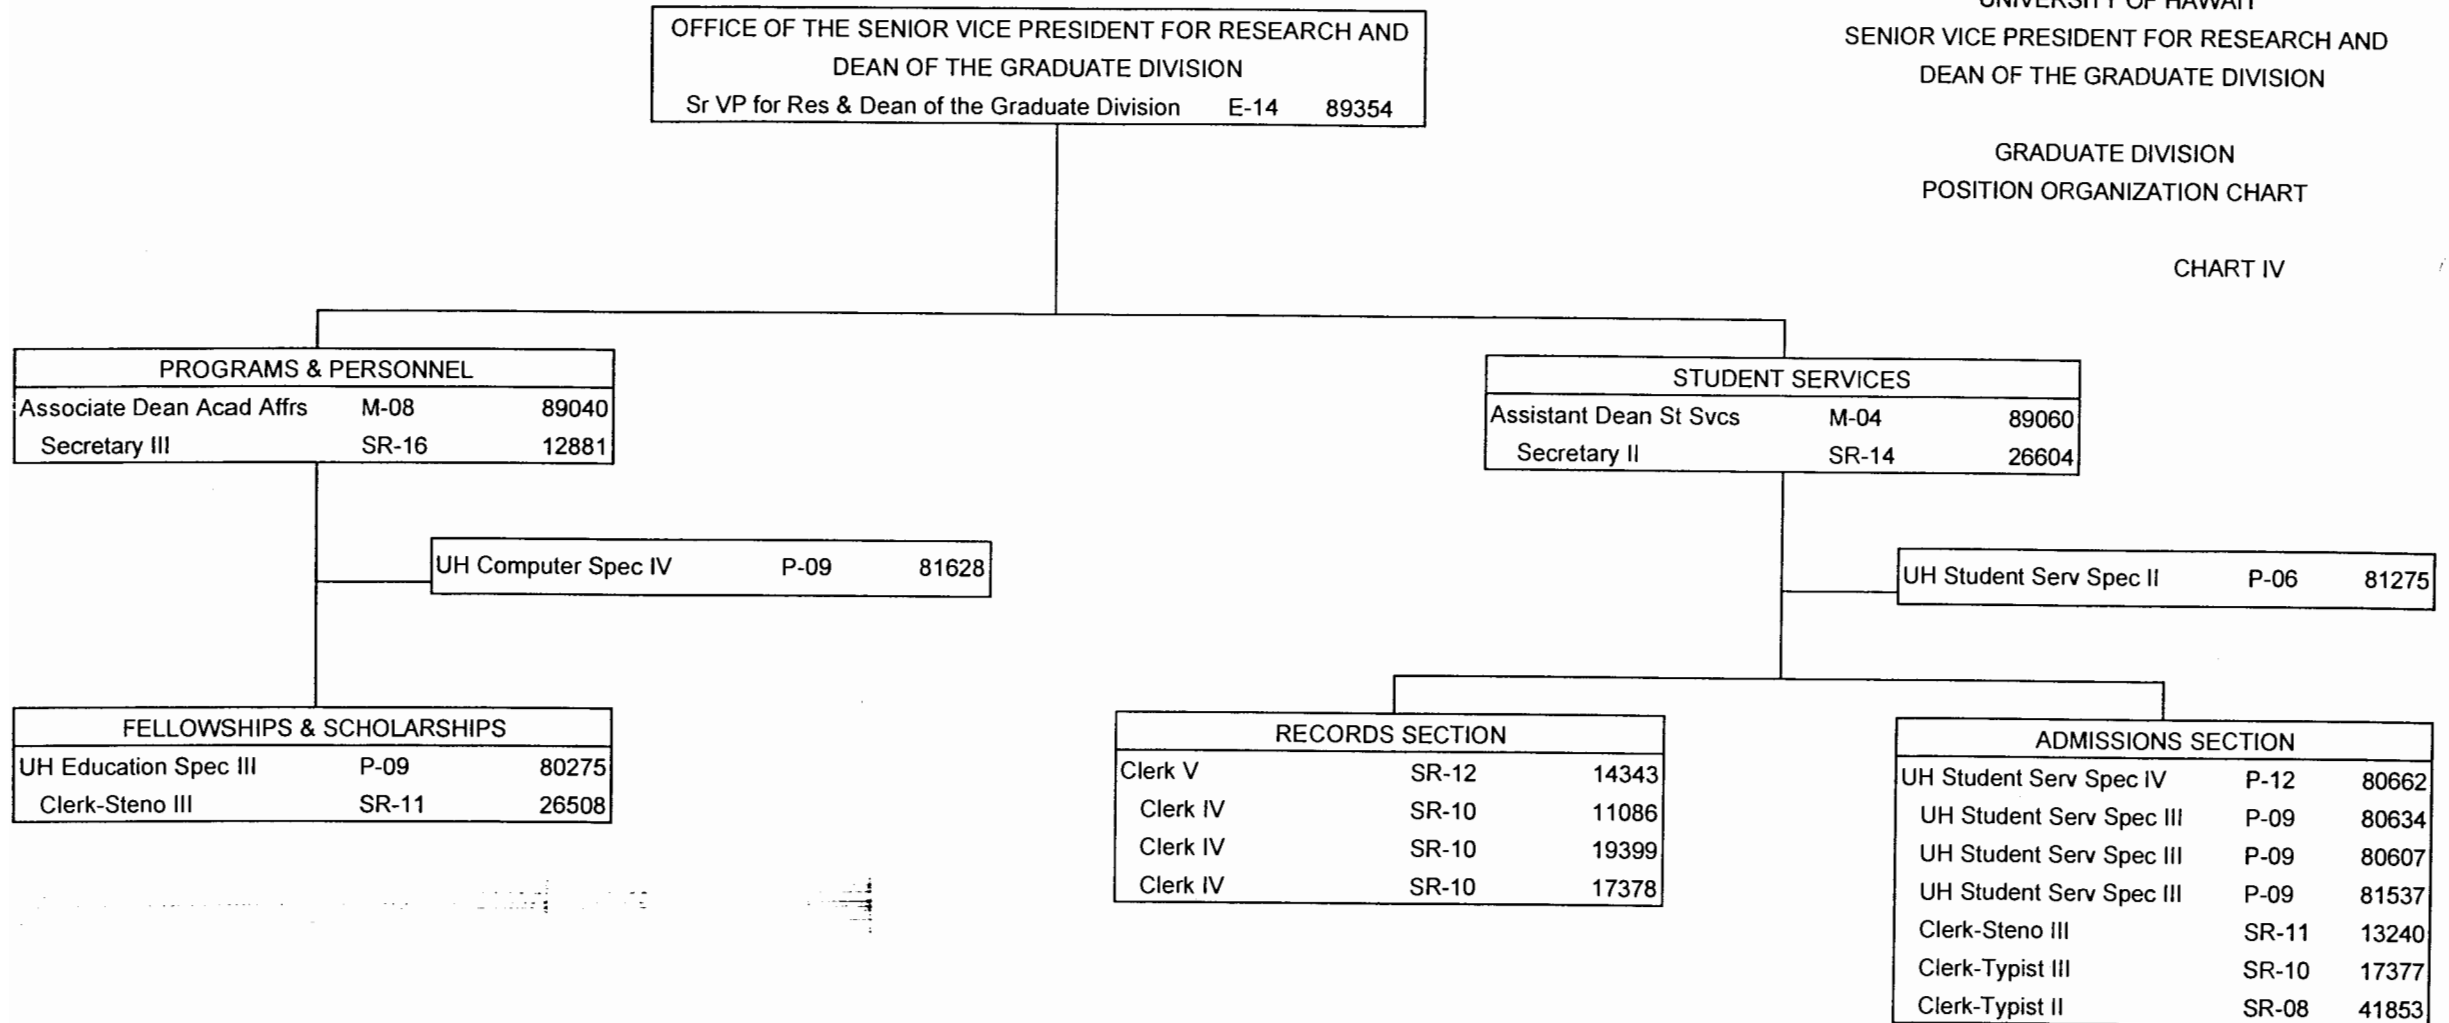 OFFICE OF THE SENIOR VICE PRESIDENT FOR RESEARCH AND
DEAN OF THE GRADUATE DIVISION
Sr VP for Res & Dean of the Graduate Division E-14 89354
UNIVERSITY OF HAWAII
SENIOR VICE PRESIDENT FOR RESEARCH AND
DEAN OF THE GRADUATE DIVISION
GRADUATE DIVISION
POSITION ORGANIZATION CHART
CHART IV
PROGRAMS & PERSONNEL
Associate Dean Acad Affrs M-08 89040
Secretary III SR-16 12881
STUDENT SERVICES
Assistant Dean St Svcs M-04 89060
Secretary II SR-14 26604
UH Computer Spec IV P-09 81628
UH Student Serv Spec II P-06 81275
FELLOWSHIPS & SCHOLARSHIPS
UH Education Spec III P-09 80275
Clerk-Steno III SR-11 26508
RECORDS SECTION
Clerk V SR-12 14343
Clerk IV SR-10 11086
Clerk IV SR-10 19399
Clerk IV SR-10 17378
ADMISSIONS SECTION
UH Student Serv Spec IV P-12 80662
UH Student Serv Spec III P-09 80634
UH Student Serv Spec III P-09 80607
UH Student Serv Spec III P-09 81537
Clerk-Steno III SR-11 13240
Clerk-Typist III SR-10 17377
Clerk-Typist II SR-08 41853